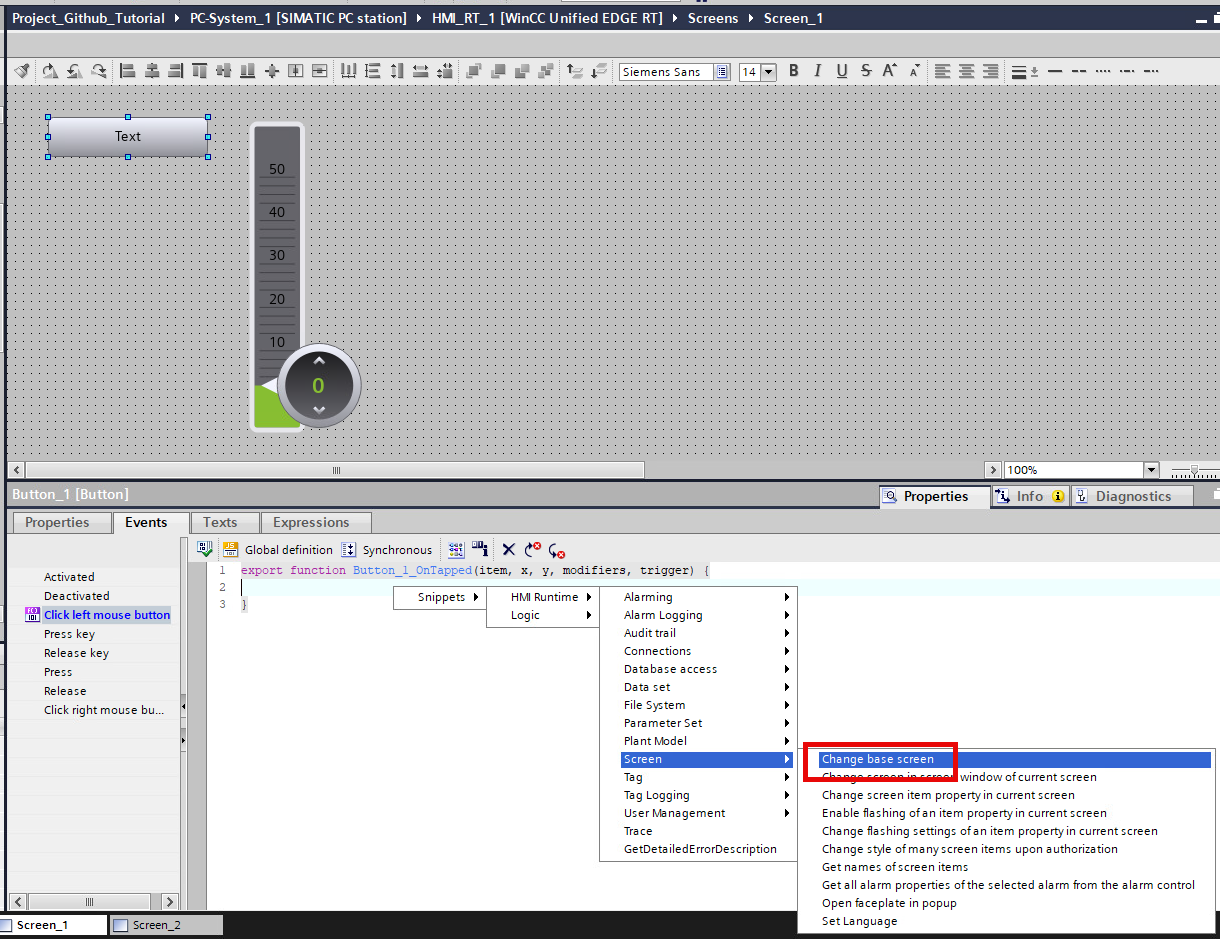 Project_Github_Tutorial ▸ PC-System_1 [SIMATIC PC station] ▸ HMI_RT_1 [WinCC Unified EDGE RT] ▸ Screens ▸ Screen_1
Siemens Sans 14 B I U S A A
Text
50
40
30
20
10
0
100%
Button_1 [Button]
Properties Info Diagnostics
Properties Events Texts Expressions
Global definition Synchronous
Activated
Deactivated
Click left mouse button
Press key
Release key
Press
Release
Click right mouse bu...
1 export function Button_1_OnTapped(item, x, y, modifiers, trigger) {
2
3 }
Snippets
HMI Runtime
Logic
Alarming
Alarm Logging
Audit trail
Connections
Database access
Data set
File System
Parameter Set
Plant Model
Screen
Tag
Tag Logging
User Management
Trace
GetDetailedErrorDescription
Change base screen
Change screen in screen window of current screen
Change screen item property in current screen
Enable flashing of an item property in current screen
Change flashing settings of an item property in current screen
Change style of many screen items upon authorization
Get names of screen items
Get all alarm properties of the selected alarm from the alarm control
Open faceplate in popup
Set Language
Screen_1 Screen_2